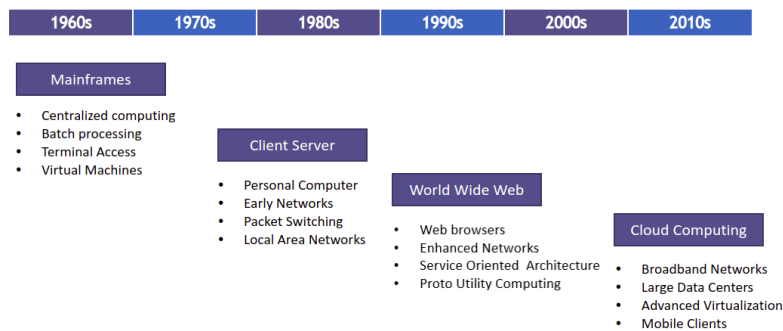 1960s 1970s 1980s 1990s 2000s 2010s
Mainframes
• Centralized computing
• Batch processing
• Terminal Access
• Virtual Machines
Client Server
• Personal Computer
• Early Networks
• Packet Switching
• Local Area Networks
World Wide Web
• Web browsers
• Enhanced Networks
• Service Oriented Architecture
• Proto Utility Computing
Cloud Computing
• Broadband Networks
• Large Data Centers
• Advanced Virtualization
• Mobile Clients